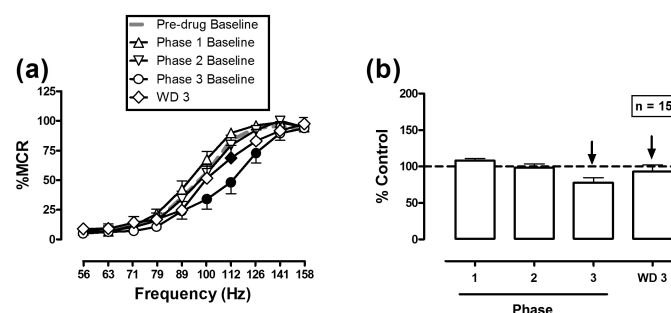 Pre-drug Baseline
Phase 1 Baseline
Phase 2 Baseline
Phase 3 Baseline
WD 3
(a)
%MCR
125
100
75
50
25
0
56 63 71 79 89 100 112 126 141 158
Frequency (Hz)
(b)
n = 15
% Control
200
150
100
50
0
1 2 3 WD 3
Phase